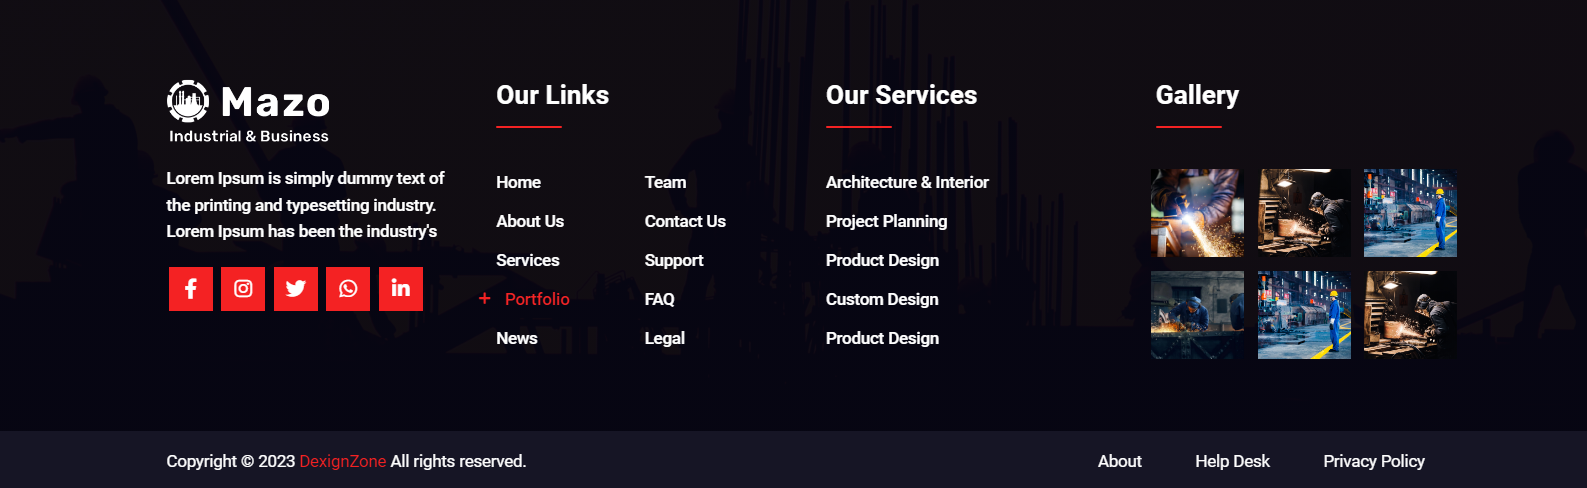 Mazo
Industrial & Business
Lorem Ipsum is simply dummy text of
the printing and typesetting industry.
Lorem Ipsum has been the industry's
Our Links
Home
About Us
Services
+ Portfolio
News
Team
Contact Us
Support
FAQ
Legal
Our Services
Architecture & Interior
Project Planning
Product Design
Custom Design
Product Design
Gallery
Copyright © 2023 DexignZone All rights reserved.
About
Help Desk
Privacy Policy